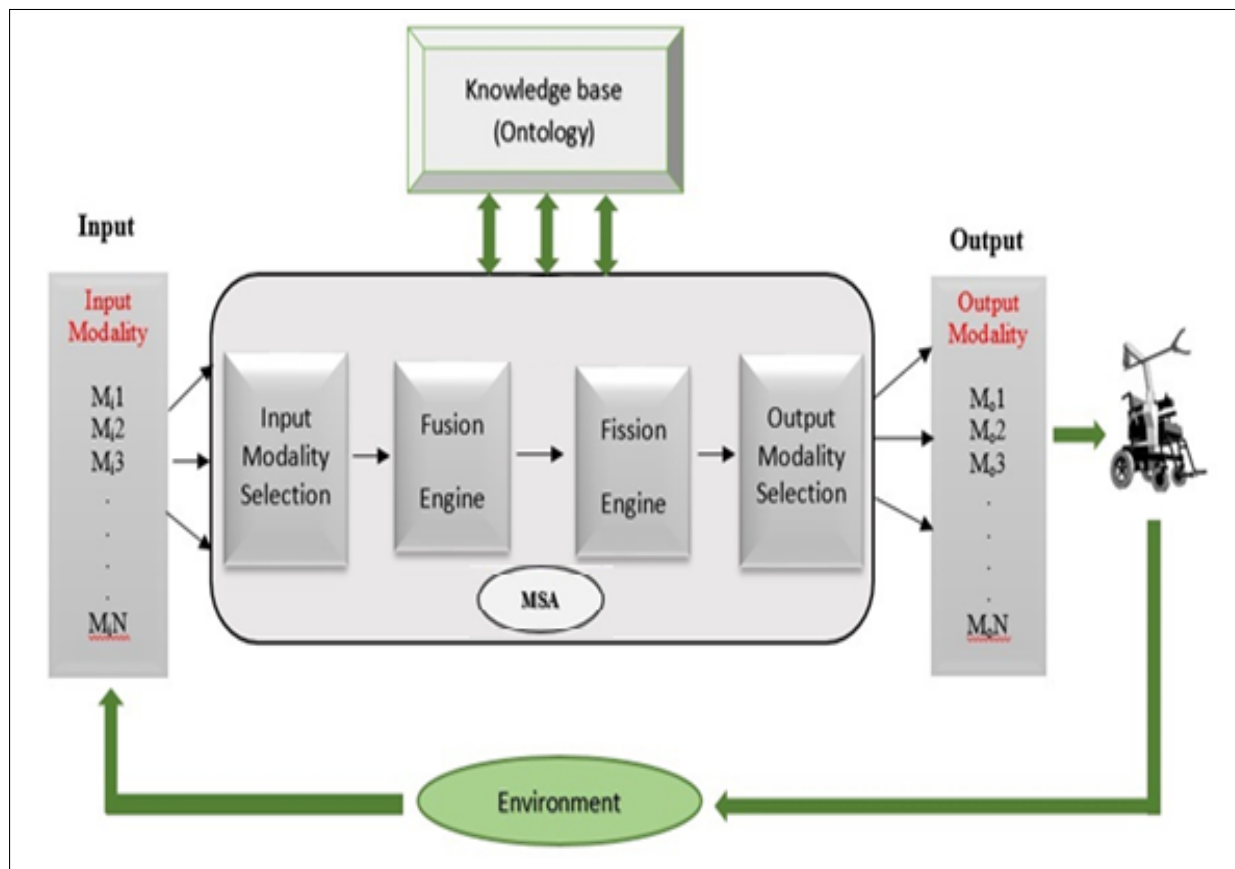 Knowledge base
(Ontology)
Input
Output
Input
Modality
Mi1
Mi2
Mi3
.
.
.
.
MiN
Input
Modality
Selection
Fusion
Engine
Fission
Engine
Output
Modality
Selection
MSA
Output
Modality
Mo1
Mo2
Mo3
.
.
.
.
MoN
Environment